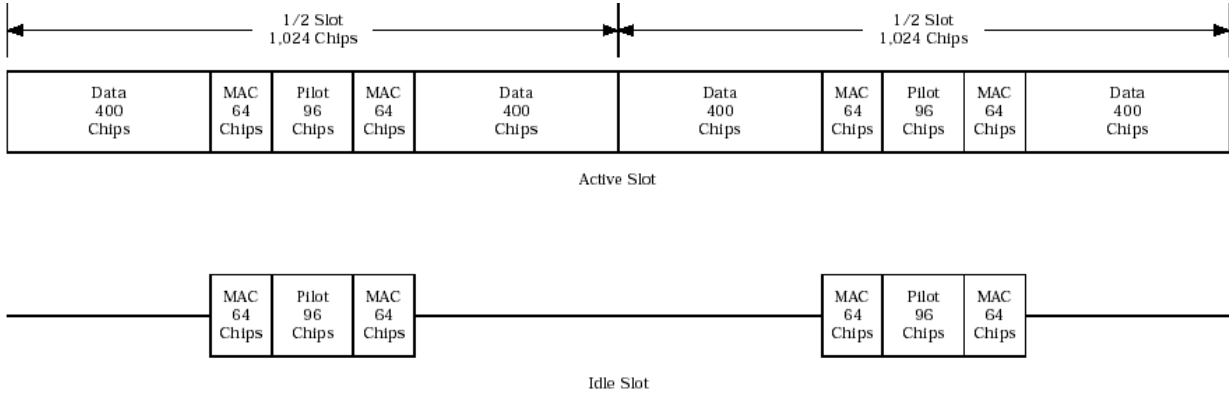 1/2 Slot
1,024 Chips
1/2 Slot
1,024 Chips
Data
400
Chips
MAC
64
Chips
Pilot
96
Chips
MAC
64
Chips
Data
400
Chips
Data
400
Chips
MAC
64
Chips
Pilot
96
Chips
MAC
64
Chips
Data
400
Chips
Active Slot
MAC
64
Chips
Pilot
96
Chips
MAC
64
Chips
MAC
64
Chips
Pilot
96
Chips
MAC
64
Chips
Idle Slot